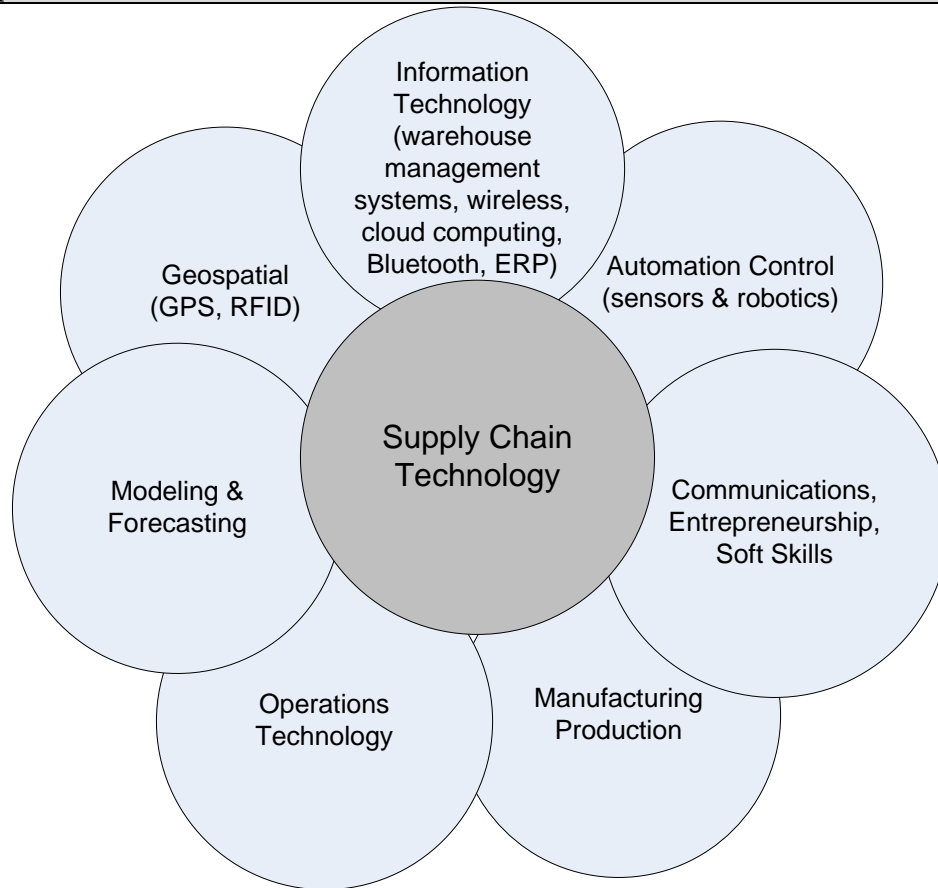 Information
Technology
(warehouse
management
systems, wireless,
cloud computing,
Bluetooth, ERP)
Geospatial
(GPS, RFID)
Automation Control
(sensors & robotics)
Supply Chain
Technology
Modeling &
Forecasting
Communications,
Entrepreneurship,
Soft Skills
Operations
Technology
Manufacturing
Production